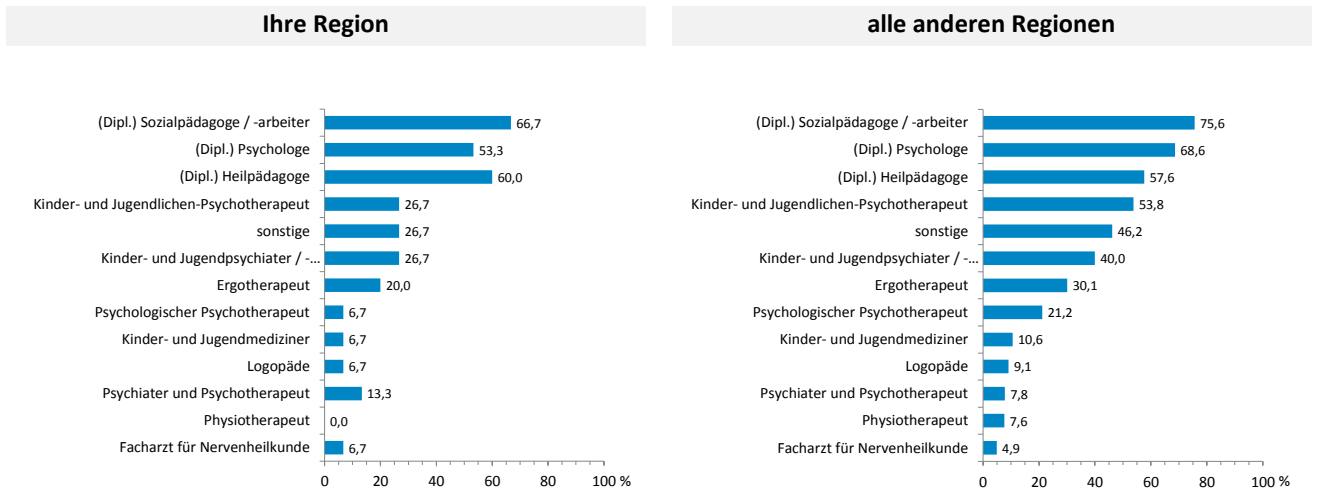 Ihre Region
(Dipl.) Sozialpädagoge / -arbeiter 66,7
(Dipl.) Psychologe 53,3
(Dipl.) Heilpädagoge 60,0
Kinder- und Jugendlichen-Psychotherapeut 26,7
sonstige 26,7
Kinder- und Jugendpsychiater / -... 26,7
Ergotherapeut 20,0
Psychologischer Psychotherapeut 6,7
Kinder- und Jugendmediziner 6,7
Logopäde 6,7
Psychiater und Psychotherapeut 13,3
Physiotherapeut 0,0
Facharzt für Nervenheilkunde 6,7
0 20 40 60 80 100 %
alle anderen Regionen
(Dipl.) Sozialpädagoge / -arbeiter 75,6
(Dipl.) Psychologe 68,6
(Dipl.) Heilpädagoge 57,6
Kinder- und Jugendlichen-Psychotherapeut 53,8
sonstige 46,2
Kinder- und Jugendpsychiater / -... 40,0
Ergotherapeut 30,1
Psychologischer Psychotherapeut 21,2
Kinder- und Jugendmediziner 10,6
Logopäde 9,1
Psychiater und Psychotherapeut 7,8
Physiotherapeut 7,6
Facharzt für Nervenheilkunde 4,9
0 20 40 60 80 100 %